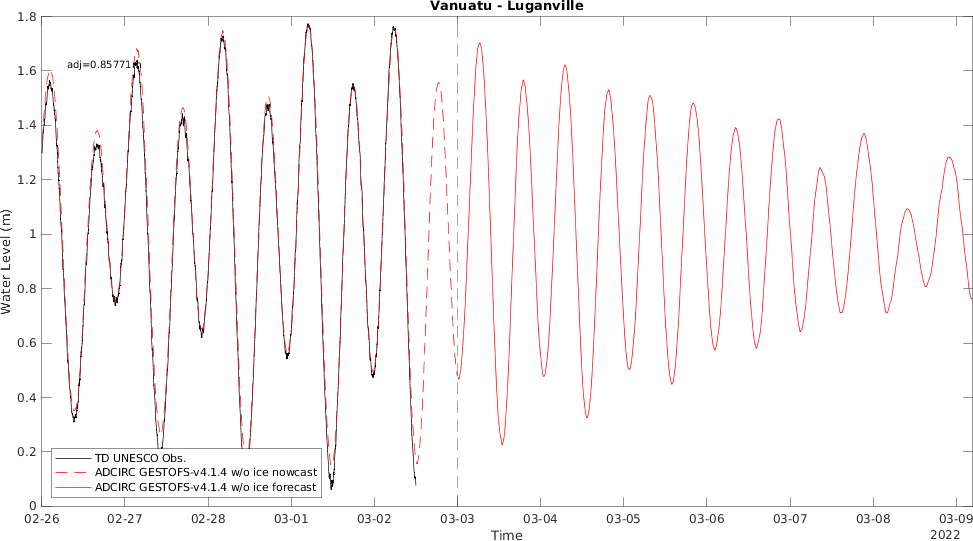 Vanuatu - Luganville
1.8
1.6
1.4
1.2
1
0.8
0.6
0.4
0.2
0
Water Level (m)
adj=0.85771
TD UNESCO Obs.
ADCIRC GESTOFS-v4.1.4 w/o ice nowcast
ADCIRC GESTOFS-v4.1.4 w/o ice forecast
02-26 02-27 02-28 03-01 03-02 03-03 03-04 03-05 03-06 03-07 03-08 03-09
Time
2022